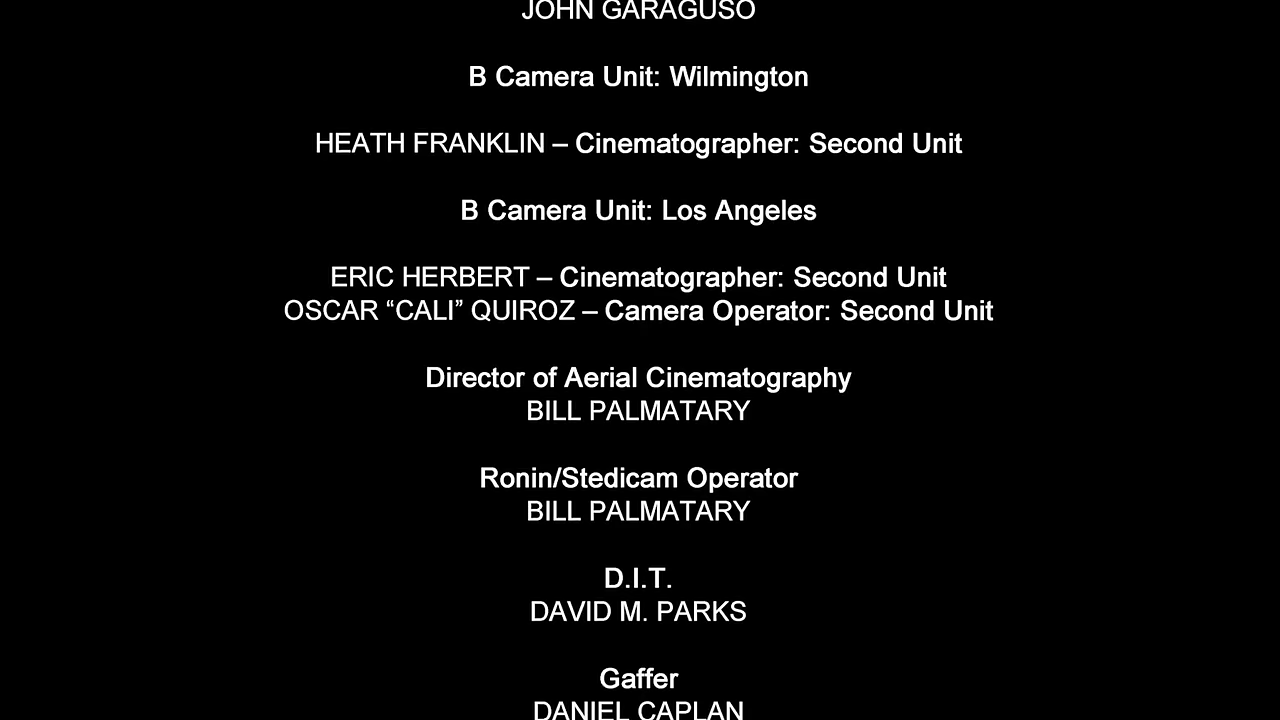 JOHN GARAGUSO
B Camera Unit: Wilmington
HEATH FRANKLIN – Cinematographer: Second Unit
B Camera Unit: Los Angeles
ERIC HERBERT – Cinematographer: Second Unit
OSCAR “CALI” QUIROZ – Camera Operator: Second Unit
Director of Aerial Cinematography
BILL PALMATARY
Ronin/Stedicam Operator
BILL PALMATARY
D.I.T.
DAVID M. PARKS
Gaffer
DANIEL CAPLAN